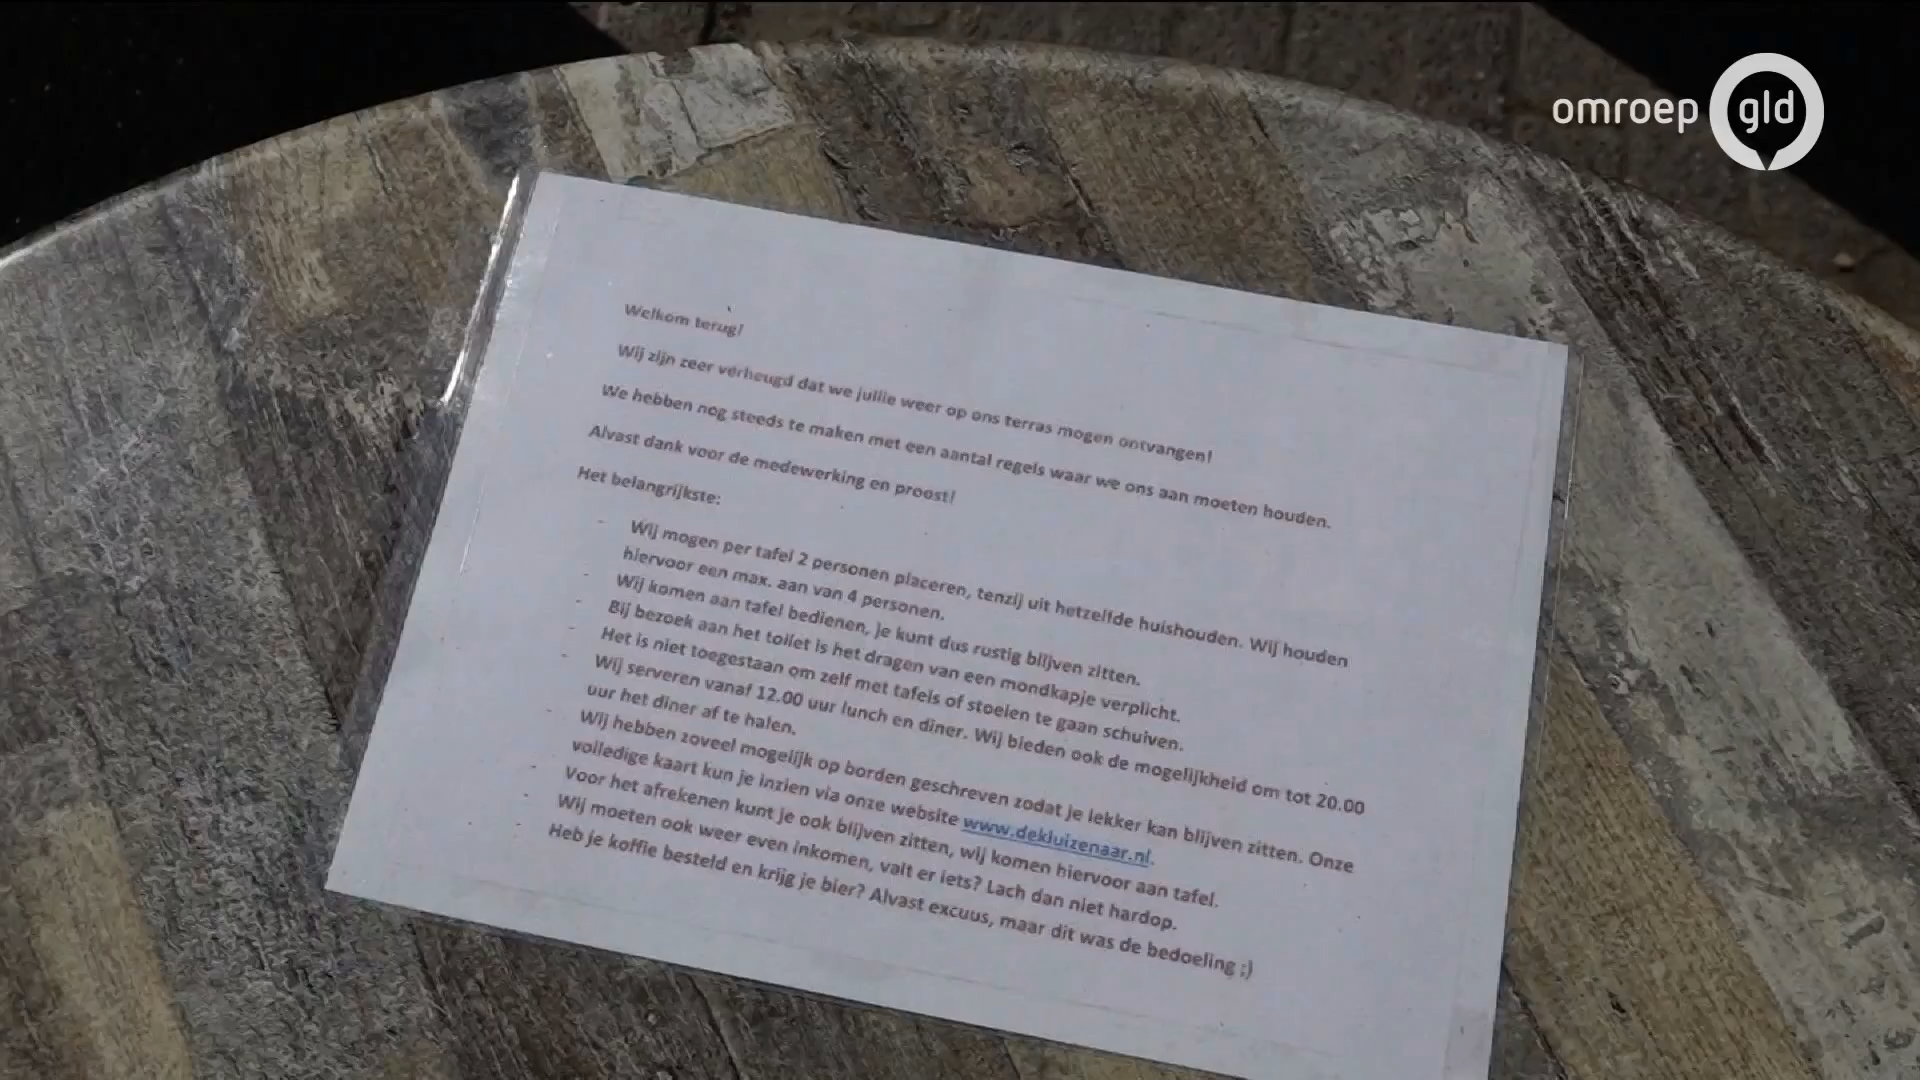 omroep gld
Welkom terug!
Wij zijn zeer verheugd dat we jullie weer op ons terras mogen ontvangen!
We hebben nog steeds te maken met een aantal regels waar we ons aan moeten houden.
Alvast dank voor de medewerking en proost!
Het belangrijkste:
- Wij mogen per tafel 2 personen placeren, tenzij uit hetzelfde huishouden. Wij houden
hiervoor een max. aan van 4 personen.
- Wij komen aan tafel bedienen, je kunt dus rustig blijven zitten.
- Bij bezoek aan het toilet is het dragen van een mondkapje verplicht.
- Het is niet toegestaan om zelf met tafels of stoelen te gaan schuiven.
- Wij serveren vanaf 12.00 uur lunch en diner. Wij bieden ook de mogelijkheid om tot 20.00
uur het diner af te halen.
- Wij hebben zoveel mogelijk op borden geschreven zodat je lekker kan blijven zitten. Onze
volledige kaart kun je inzien via onze website www.dekluizenaar.nl.
- Voor het afrekenen kunt je ook blijven zitten, wij komen hiervoor aan tafel.
- Wij moeten ook weer even inkomen, valt er iets? Lach dan niet hardop.
- Heb je koffie besteld en krijg je bier? Alvast excuus, maar dit was de bedoeling ;)